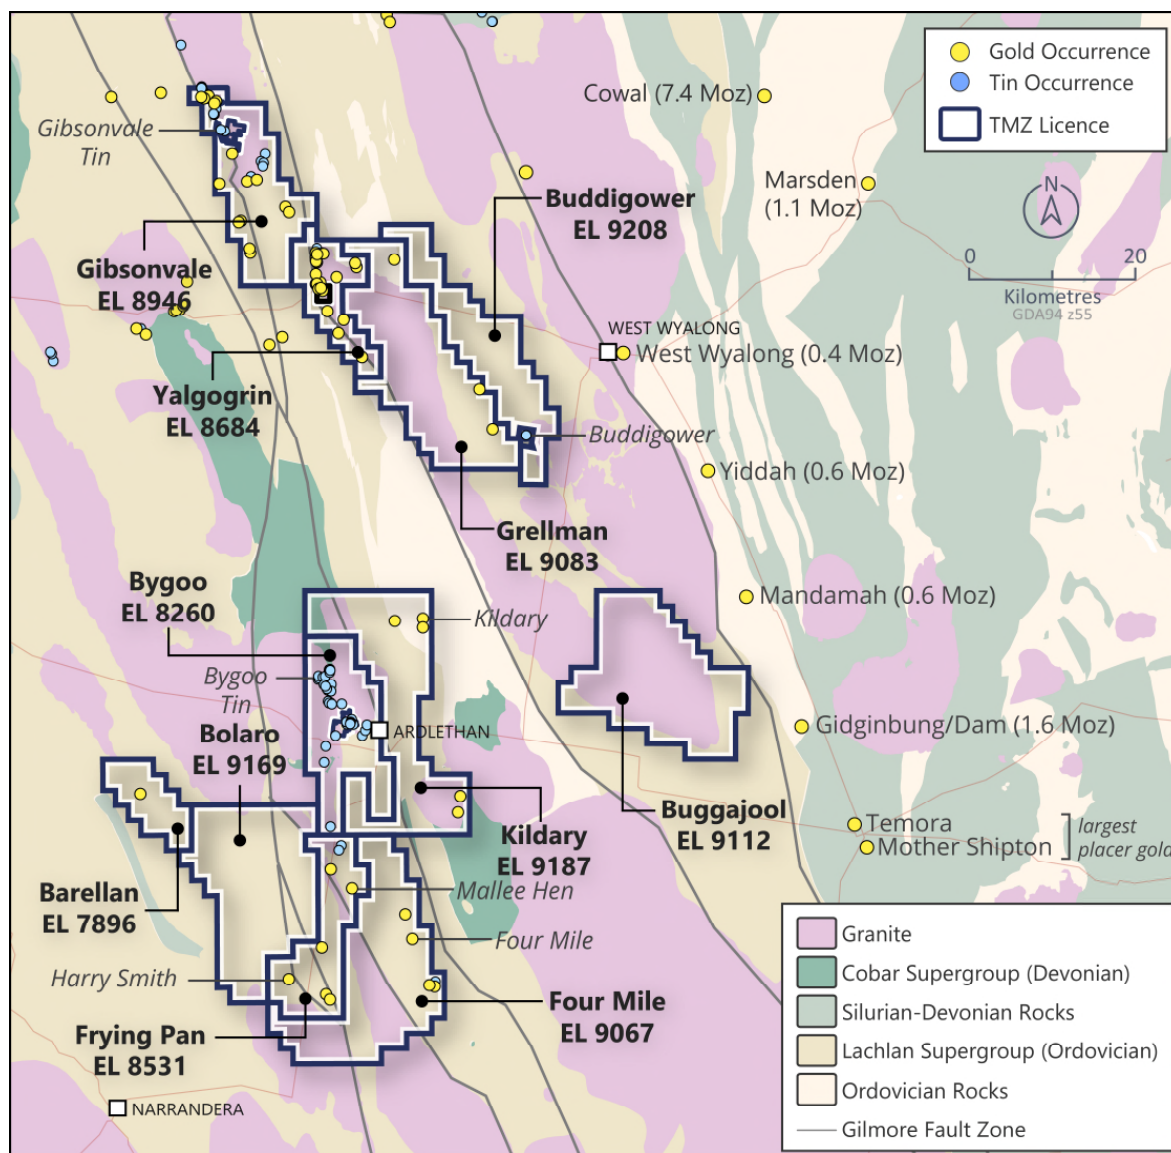 Gold Occurrence
Tin Occurrence
TMZ Licence
Cowal (7.4 Moz)
Gibsonvale
Tin
Marsden
(1.1 Moz)
N
Buddigower
EL 9208
0
20
Kilometres
GDA94 z55
Gibsonvale
EL 8946
WEST WYALONG
West Wyalong (0.4 Moz)
Yalgogrin
EL 8684
Buddigower
Yiddah (0.6 Moz)
Grellman
EL 9083
Bygoo
EL 8260
Mandamah (0.6 Moz)
Kildary
Bygoo
Tin
Bolaro
EL 9169
ARDLETHAN
Gidginbung/Dam (1.6 Moz)
Buggajool
EL 9112
Kildary
EL 9187
Temora
Mother Shipton
largest
placer gold
Barellan
EL 7896
Mallee Hen
Four Mile
Harry Smith
Four Mile
EL 9067
Frying Pan
EL 8531
NARRANDERA
Granite
Cobar Supergroup (Devonian)
Silurian-Devonian Rocks
Lachlan Supergroup (Ordovician)
Ordovician Rocks
Gilmore Fault Zone